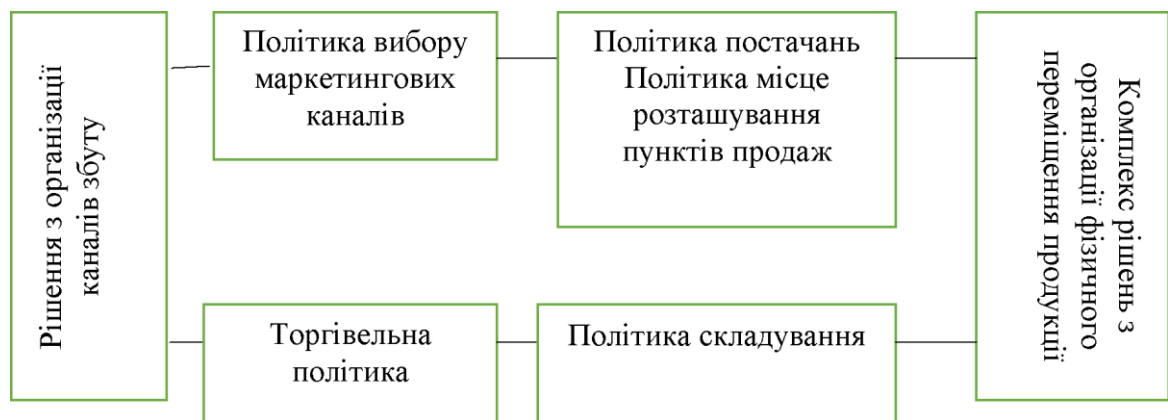 Рішення з організації
каналів збуту
Політика вибору
маркетингових
каналів
Політика постачань
Політика місце
розташування
пунктів продаж
Торгівельна
політика
Політика складування
Комплекс рішень з
організації фізичного
переміщення продукції